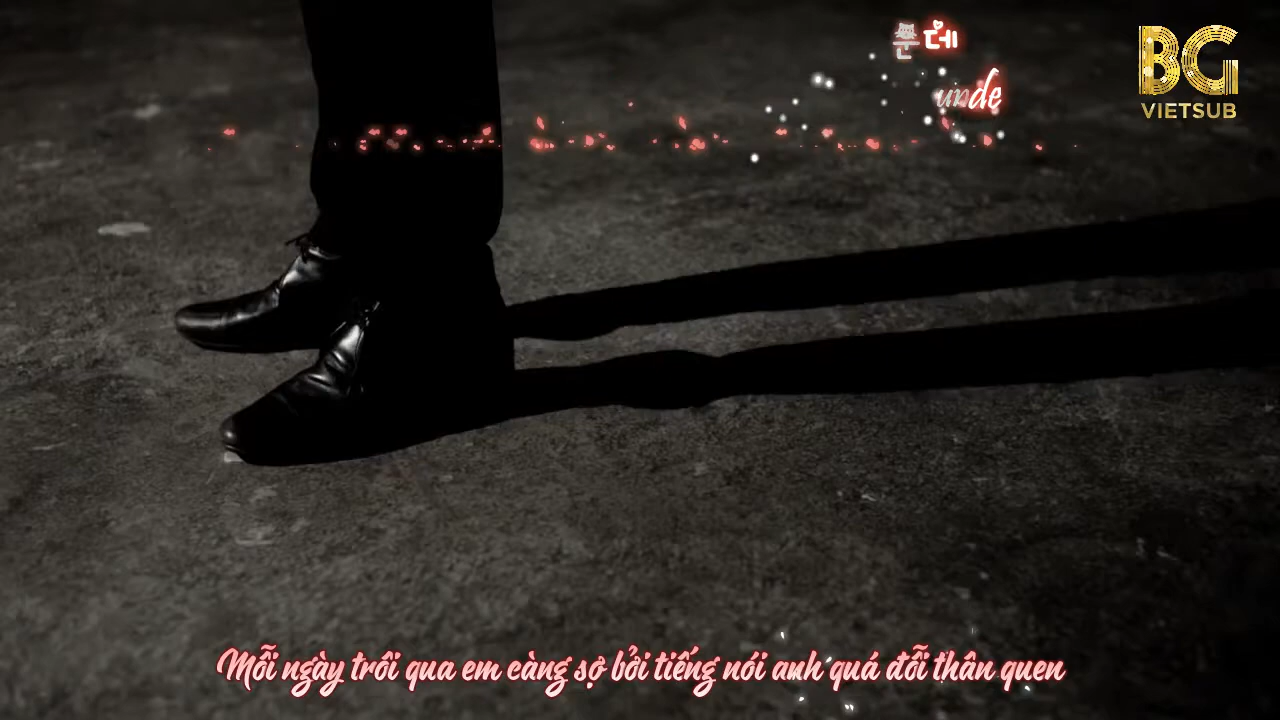 뿐데
unde
BG
VIETSUB
Mỗi ngày trôi qua em càng sợ bởi tiếng nói anh quá đỗi thân quen